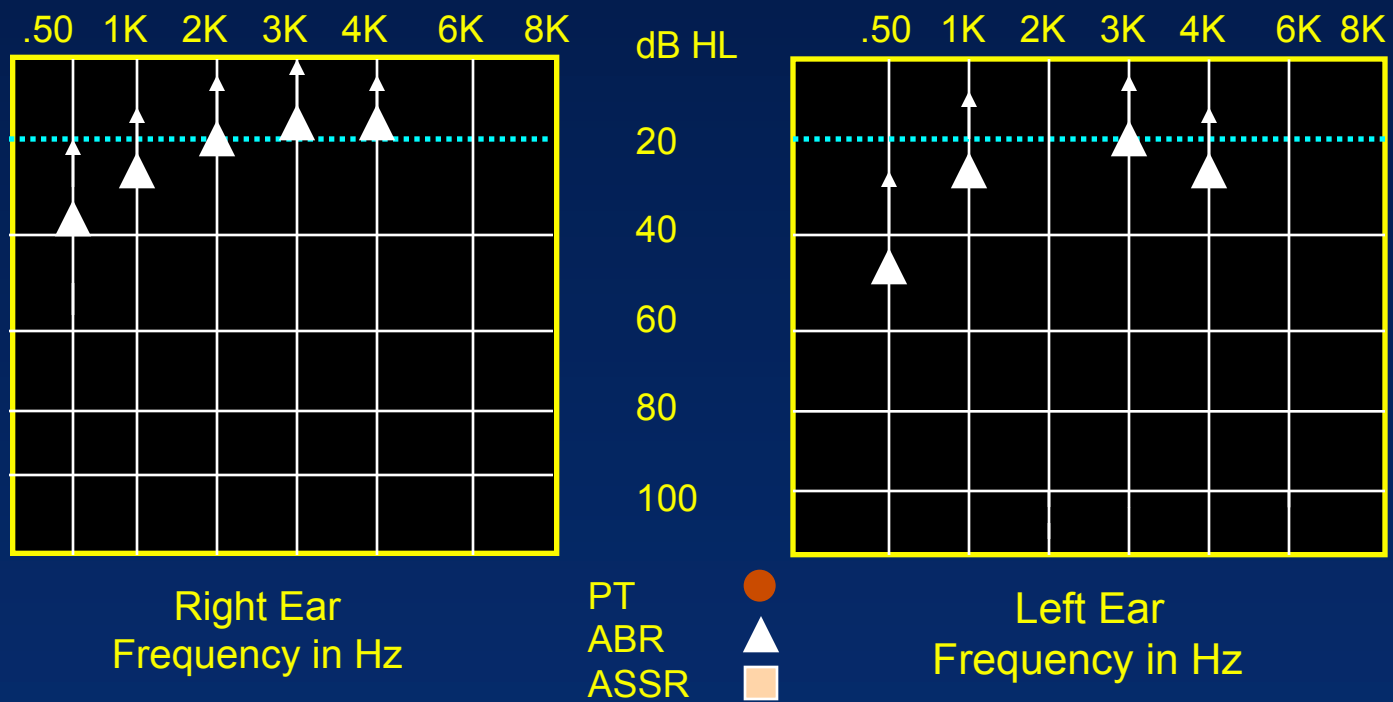 .50 1K 2K 3K 4K 6K 8K
dB HL
.50 1K 2K 3K 4K 6K 8K
20
40
60
80
100
Right Ear
Frequency in Hz
PT
ABR
ASSR
Left Ear
Frequency in Hz